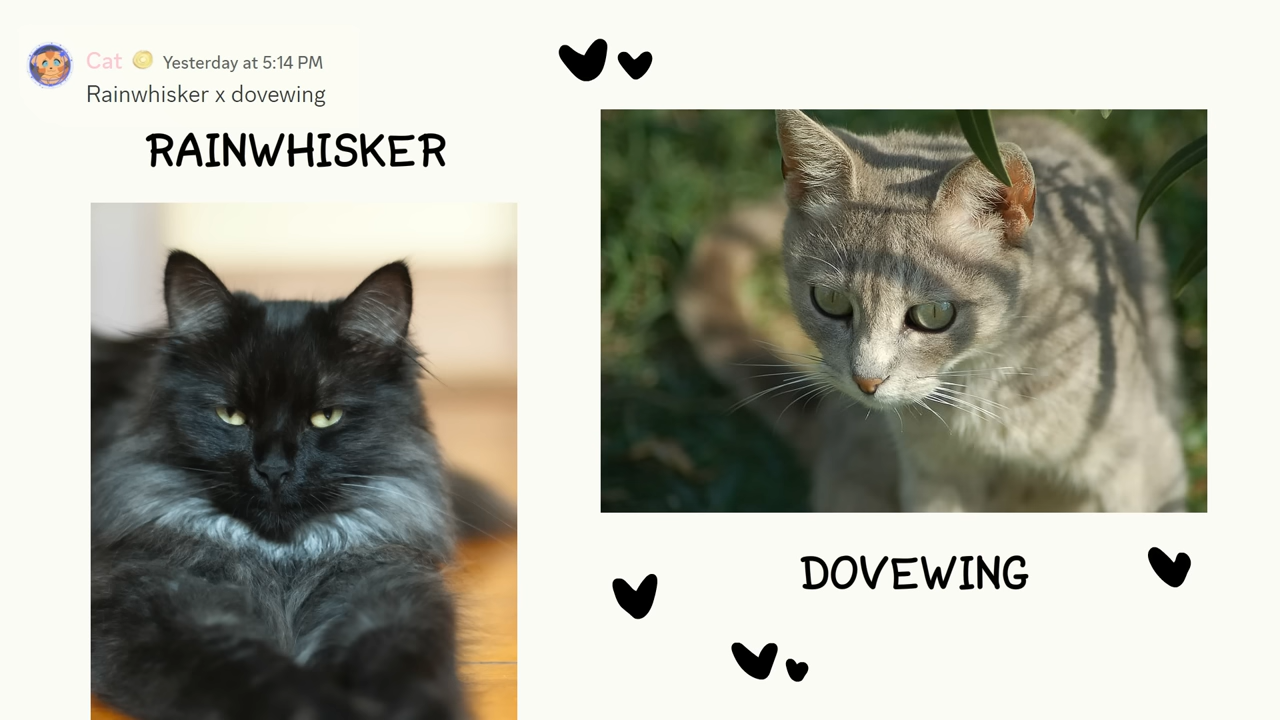 Cat Yesterday at 5:14 PM
Rainwhisker x dovewing
RAINWHISKER
DOVEWING